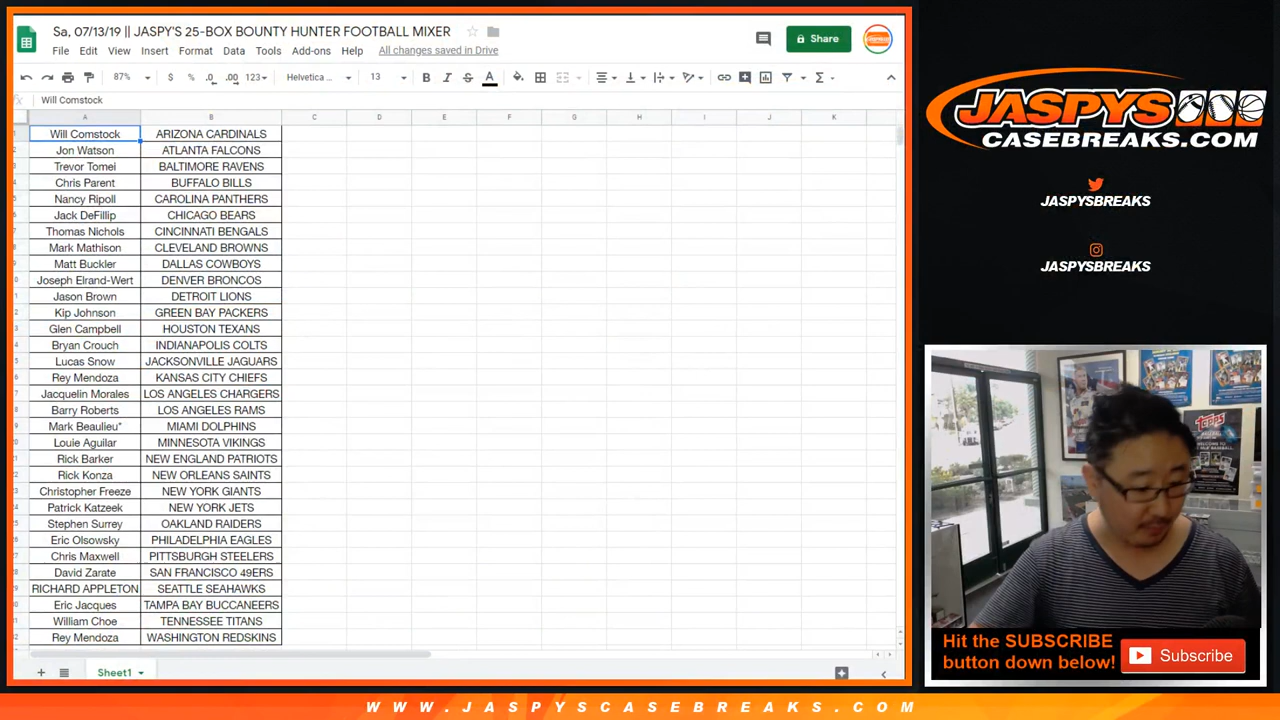 Sa, 07/13/19 || JASPY'S 25-BOX BOUNTY HUNTER FOOTBALL MIXER
File Edit View Insert Format Data Tools Add-ons Help All changes saved in Drive
Share
87% $ % .0 .00 123 Helvetica ... 13 B I S A
fx Will Comstock
A B C D E F G H I J K
Will Comstock ARIZONA CARDINALS
Jon Watson ATLANTA FALCONS
Trevor Tomei BALTIMORE RAVENS
Chris Parent BUFFALO BILLS
Nancy Ripoll CAROLINA PANTHERS
Jack DeFillip CHICAGO BEARS
Thomas Nichols CINCINNATI BENGALS
Mark Mathison CLEVELAND BROWNS
Matt Buckler DALLAS COWBOYS
Joseph Elrand-Wert DENVER BRONCOS
Jason Brown DETROIT LIONS
Kip Johnson GREEN BAY PACKERS
Glen Campbell HOUSTON TEXANS
Bryan Crouch INDIANAPOLIS COLTS
Lucas Snow JACKSONVILLE JAGUARS
Rey Mendoza KANSAS CITY CHIEFS
Jacquelin Morales LOS ANGELES CHARGERS
Barry Roberts LOS ANGELES RAMS
Mark Beaulieu* MIAMI DOLPHINS
Louie Aguilar MINNESOTA VIKINGS
Rick Barker NEW ENGLAND PATRIOTS
Rick Konza NEW ORLEANS SAINTS
Christopher Freeze NEW YORK GIANTS
Patrick Katzeek NEW YORK JETS
Stephen Surrey OAKLAND RAIDERS
Eric Olsowsky PHILADELPHIA EAGLES
Chris Maxwell PITTSBURGH STEELERS
David Zarate SAN FRANCISCO 49ERS
RICHARD APPLETON SEATTLE SEAHAWKS
Eric Jacques TAMPA BAY BUCCANEERS
William Choe TENNESSEE TITANS
Rey Mendoza WASHINGTON REDSKINS
Sheet1
JASPYS
CASEBREAKS.COM
JASPYSBREAKS
JASPYSBREAKS
TOPPS
Hit the SUBSCRIBE
button down below!
Subscribe
WWW.JASPYSCASEBREAKS.COM